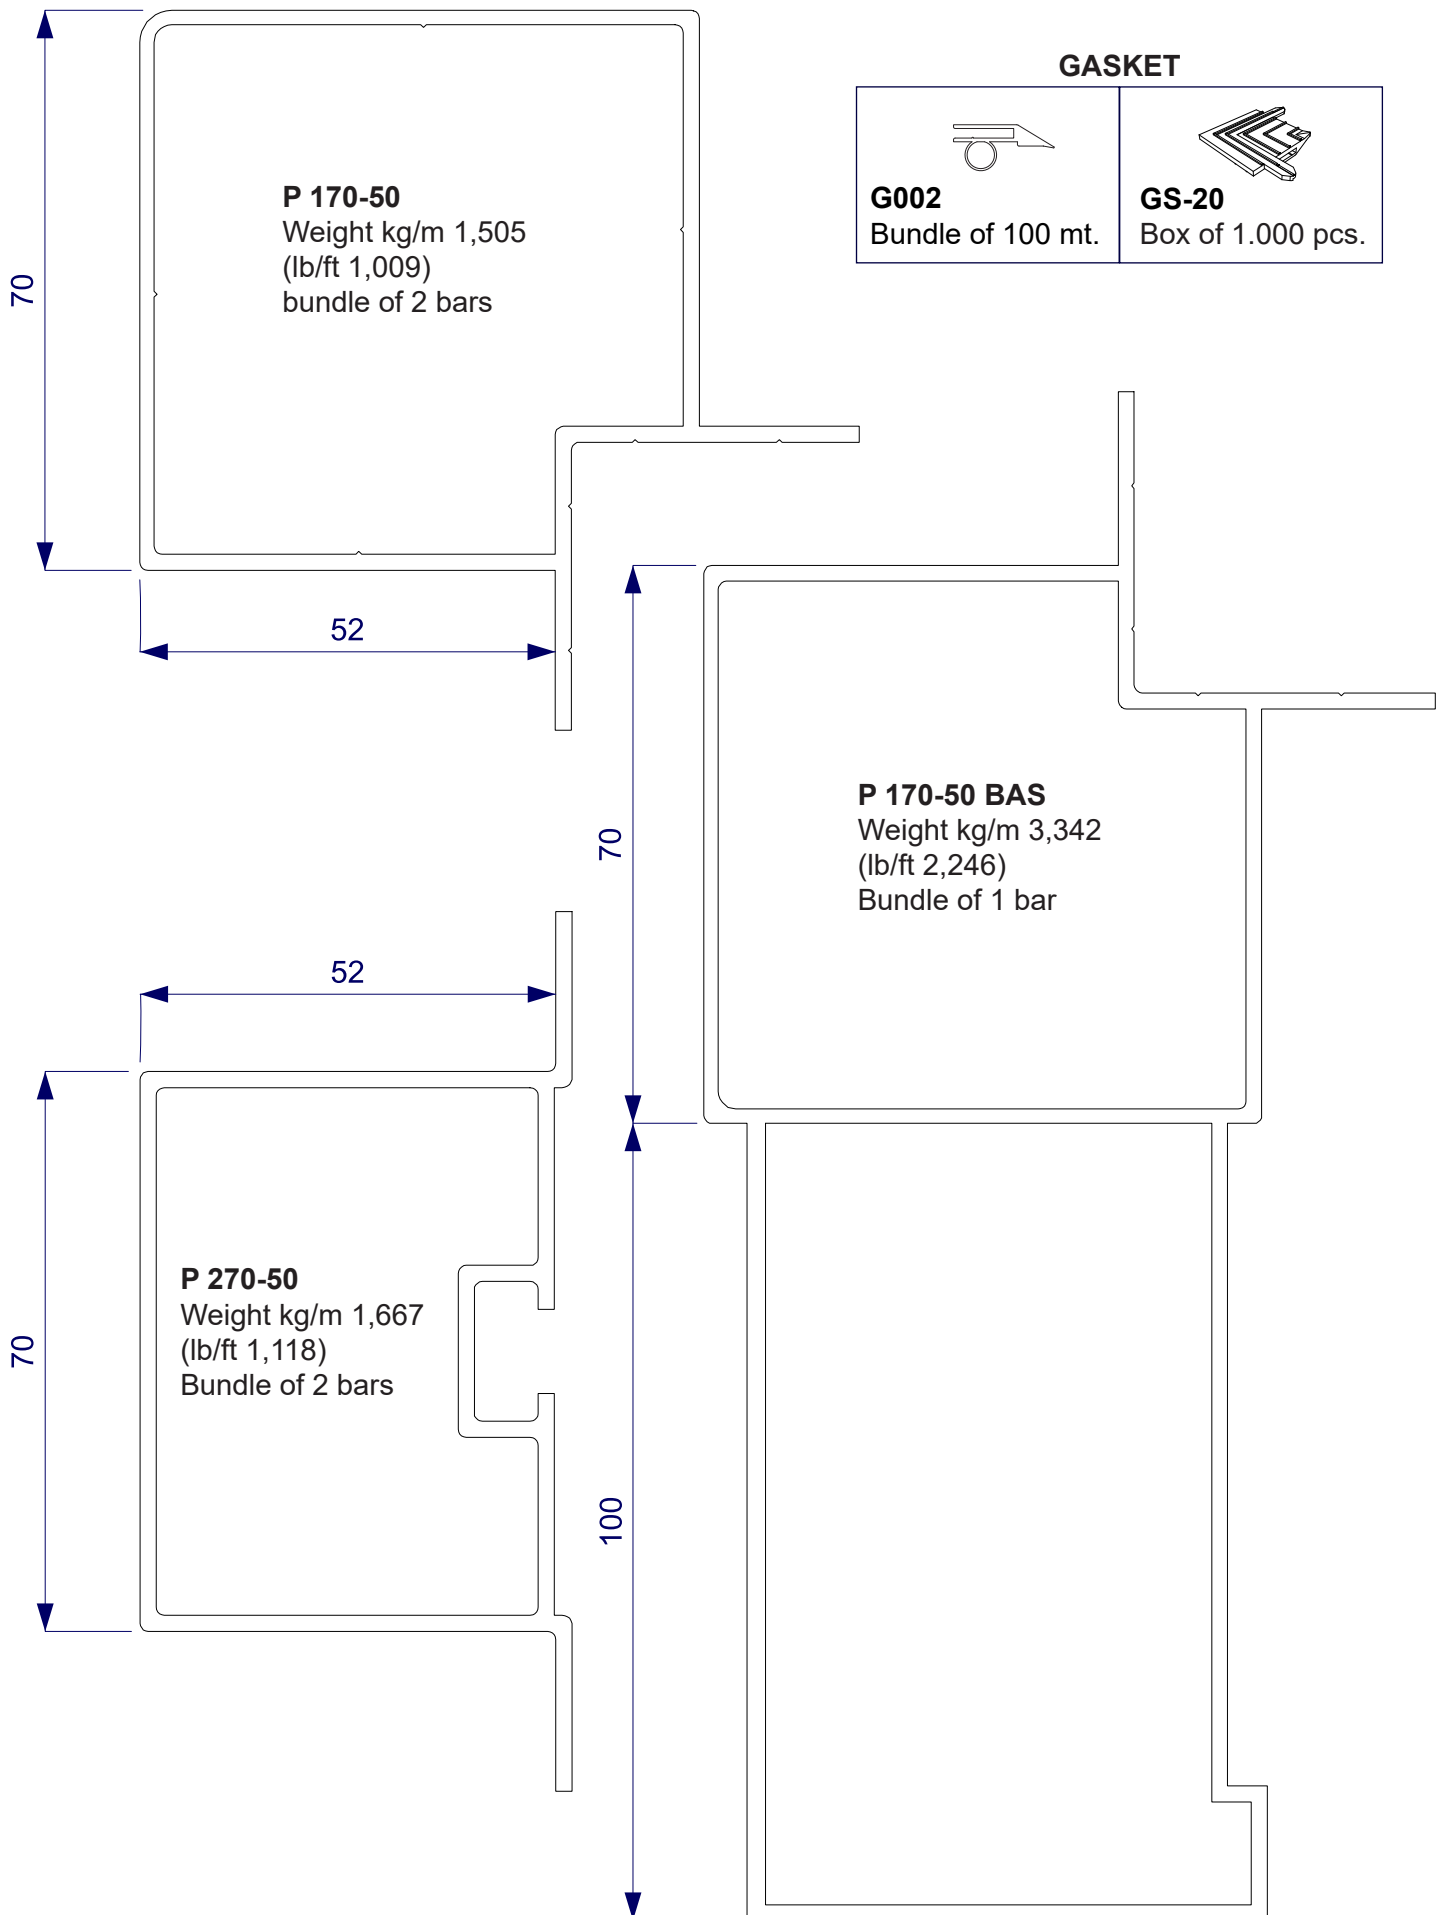 GASKET
G002
Bundle of 100 mt.
GS-20
Box of 1.000 pcs.
P 170-50
Weight kg/m 1,505
(lb/ft 1,009)
bundle of 2 bars
70
52
P 170-50 BAS
Weight kg/m 3,342
(lb/ft 2,246)
Bundle of 1 bar
70
100
52
P 270-50
Weight kg/m 1,667
(lb/ft 1,118)
Bundle of 2 bars
70